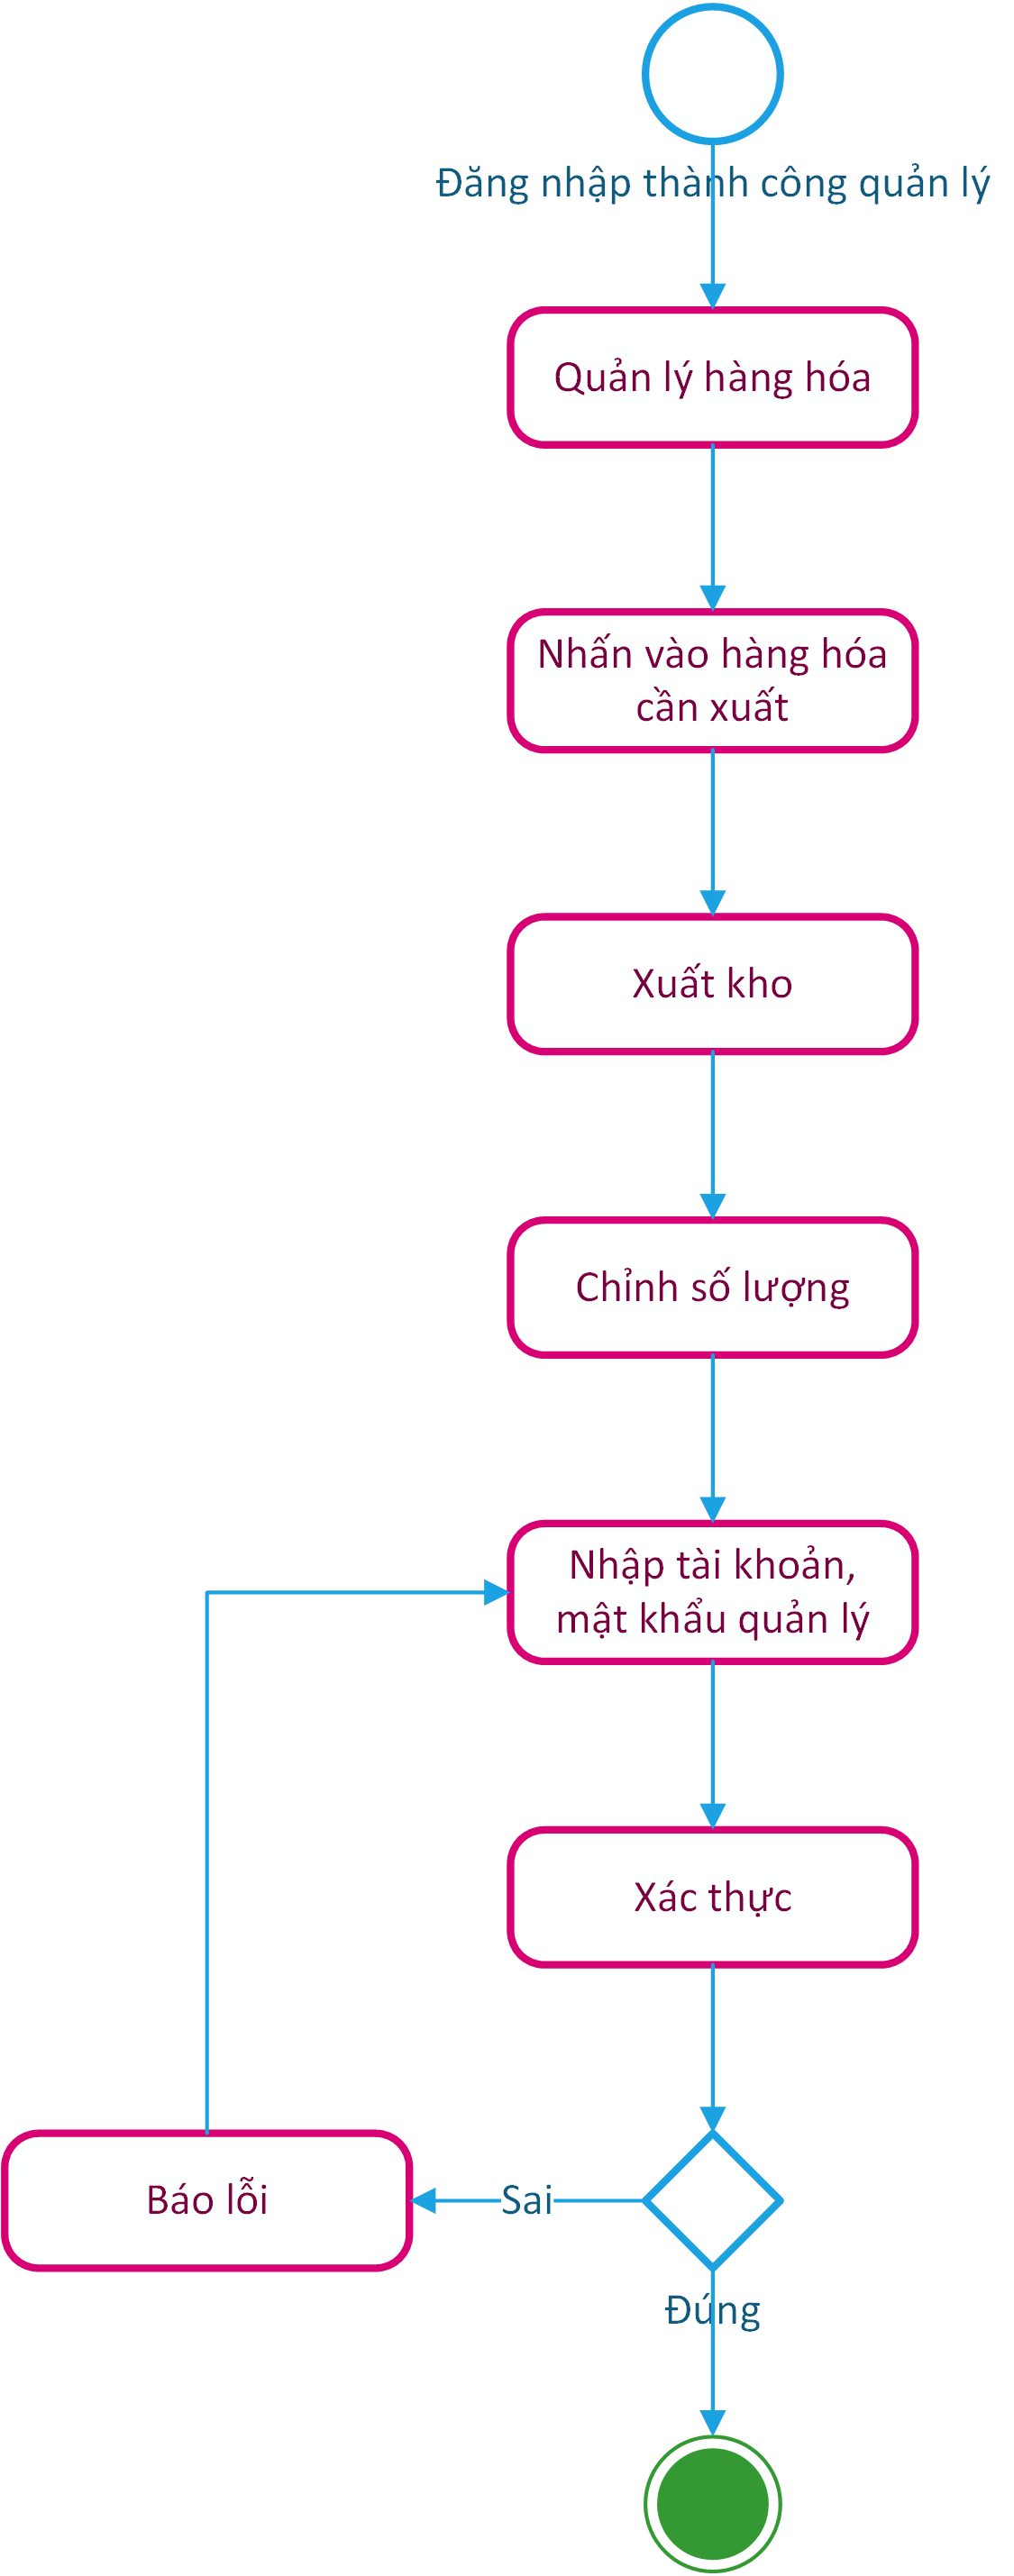 Đăng nhập thành công quản lý
Quản lý hàng hóa
Nhấn vào hàng hóa
cần xuất
Xuất kho
Chỉnh số lượng
Nhập tài khoản,
mật khẩu quản lý
Xác thực
Báo lỗi
Sai
Đúng